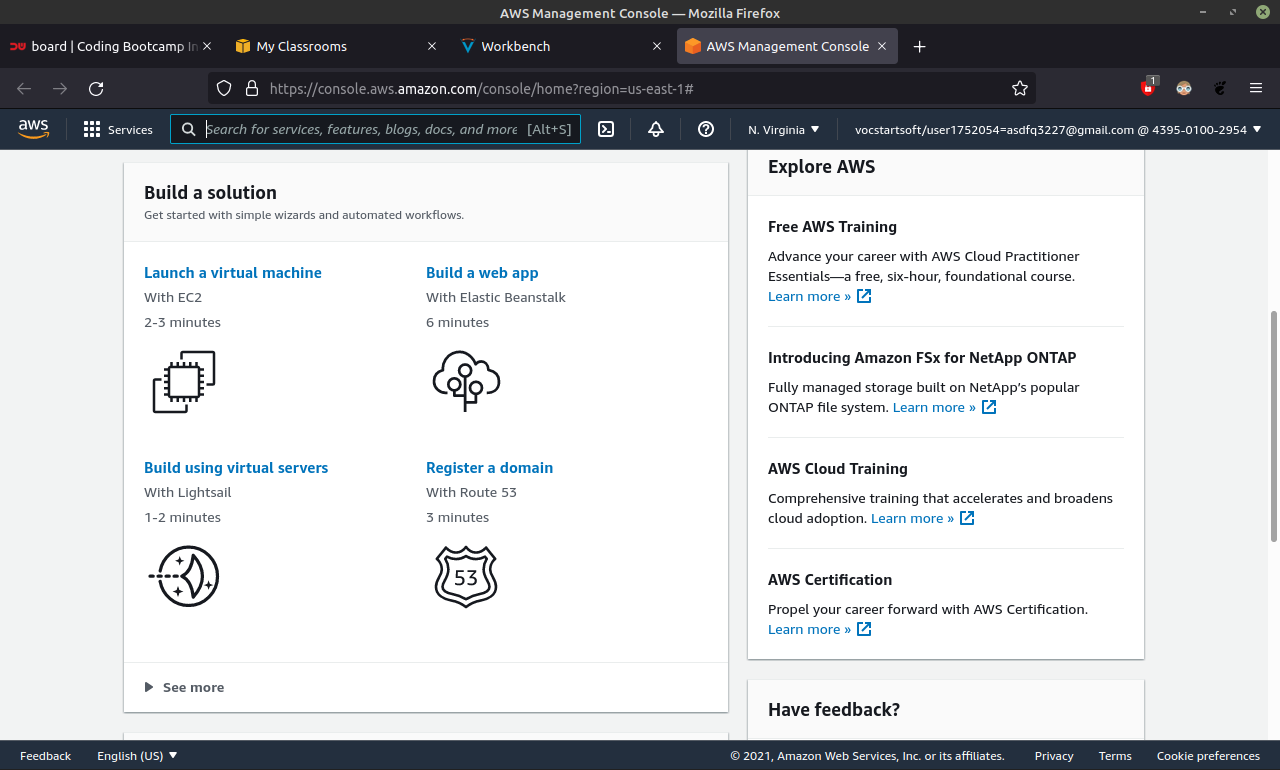 AWS Management Console — Mozilla Firefox
board | Coding Bootcamp In
My Classrooms
Workbench
AWS Management Console
https://console.aws.amazon.com/console/home?region=us-east-1#
1
aws
Services
Search for services, features, blogs, docs, and more [Alt+S]
N. Virginia
vocstartsoft/user1752054=asdfq3227@gmail.com @ 4395-0100-2954
Build a solution
Get started with simple wizards and automated workflows.
Launch a virtual machine
With EC2
2-3 minutes
Build a web app
With Elastic Beanstalk
6 minutes
Build using virtual servers
With Lightsail
1-2 minutes
Register a domain
With Route 53
3 minutes
53
See more
Explore AWS
Free AWS Training
Advance your career with AWS Cloud Practitioner
Essentials—a free, six-hour, foundational course.
Learn more »
Introducing Amazon FSx for NetApp ONTAP
Fully managed storage built on NetApp's popular
ONTAP file system. Learn more »
AWS Cloud Training
Comprehensive training that accelerates and broadens
cloud adoption. Learn more »
AWS Certification
Propel your career forward with AWS Certification.
Learn more »
Have feedback?
Feedback
English (US)
© 2021, Amazon Web Services, Inc. or its affiliates.
Privacy
Terms
Cookie preferences